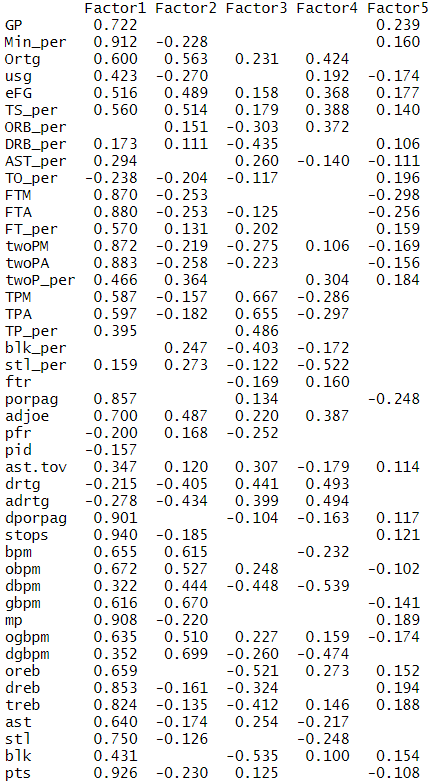 Factor1 Factor2 Factor3 Factor4 Factor5
GP 0.722 0.239
Min_per 0.912 -0.228 0.160
Ortg 0.600 0.563 0.231 0.424
usg 0.423 -0.270 0.192 -0.174
eFG 0.516 0.489 0.158 0.368 0.177
TS_per 0.560 0.514 0.179 0.388 0.140
ORB_per 0.151 -0.303 0.372
DRB_per 0.173 0.111 -0.435 0.106
AST_per 0.294 0.260 -0.140 -0.111
TO_per -0.238 -0.204 -0.117 0.196
FTM 0.870 -0.253 -0.298
FTA 0.880 -0.253 -0.125 -0.256
FT_per 0.570 0.131 0.202 0.159
twoPM 0.872 -0.219 -0.275 0.106 -0.169
twoPA 0.883 -0.258 -0.223 -0.156
twoP_per 0.466 0.364 0.304 0.184
TPM 0.587 -0.157 0.667 -0.286
TPA 0.597 -0.182 0.655 -0.297
TP_per 0.395 0.486
blk_per 0.247 -0.403 -0.172
stl_per 0.159 0.273 -0.122 -0.522
ftr -0.169 0.160
porpag 0.857 0.134 -0.248
adjoe 0.700 0.487 0.220 0.387
pfr -0.200 0.168 -0.252
pid -0.157
ast.tov 0.347 0.120 0.307 -0.179 0.114
drtg -0.215 -0.405 0.441 0.493
adrtg -0.278 -0.434 0.399 0.494
dporpag 0.901 -0.104 -0.163 0.117
stops 0.940 -0.185 0.121
bpm 0.655 0.615 -0.232
obpm 0.672 0.527 0.248 -0.102
dbpm 0.322 0.444 -0.448 -0.539
gbpm 0.616 0.670 -0.141
mp 0.908 -0.220 0.189
ogbpm 0.635 0.510 0.227 0.159 -0.174
dgbpm 0.352 0.699 -0.260 -0.474
oreb 0.659 -0.521 0.273 0.152
dreb 0.853 -0.161 -0.324 0.194
treb 0.824 -0.135 -0.412 0.146 0.188
ast 0.640 -0.174 0.254 -0.217
stl 0.750 -0.126 -0.248
blk 0.431 -0.535 0.100 0.154
pts 0.926 -0.230 0.125 -0.108